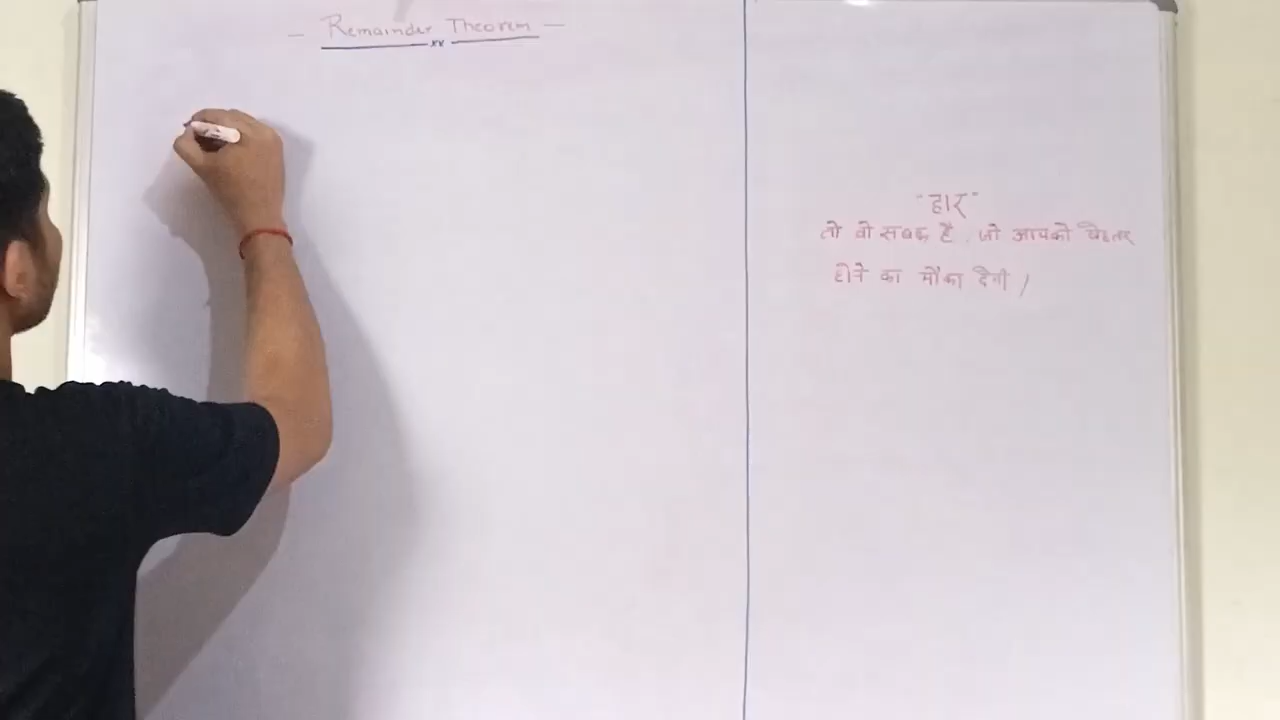 - Remainder Theorem -
"हार"
तो वो सबक है, जो आपको बेहतर
होने का मौका देगी /